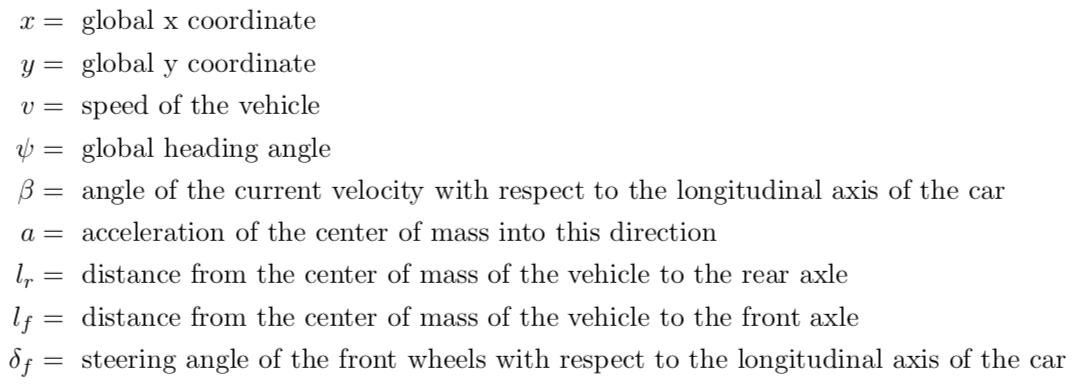 x = global x coordinate
y = global y coordinate
v = speed of the vehicle
ψ = global heading angle
β = angle of the current velocity with respect to the longitudinal axis of the car
a = acceleration of the center of mass into this direction
l_r = distance from the center of mass of the vehicle to the rear axle
l_f = distance from the center of mass of the vehicle to the front axle
δ_f = steering angle of the front wheels with respect to the longitudinal axis of the car